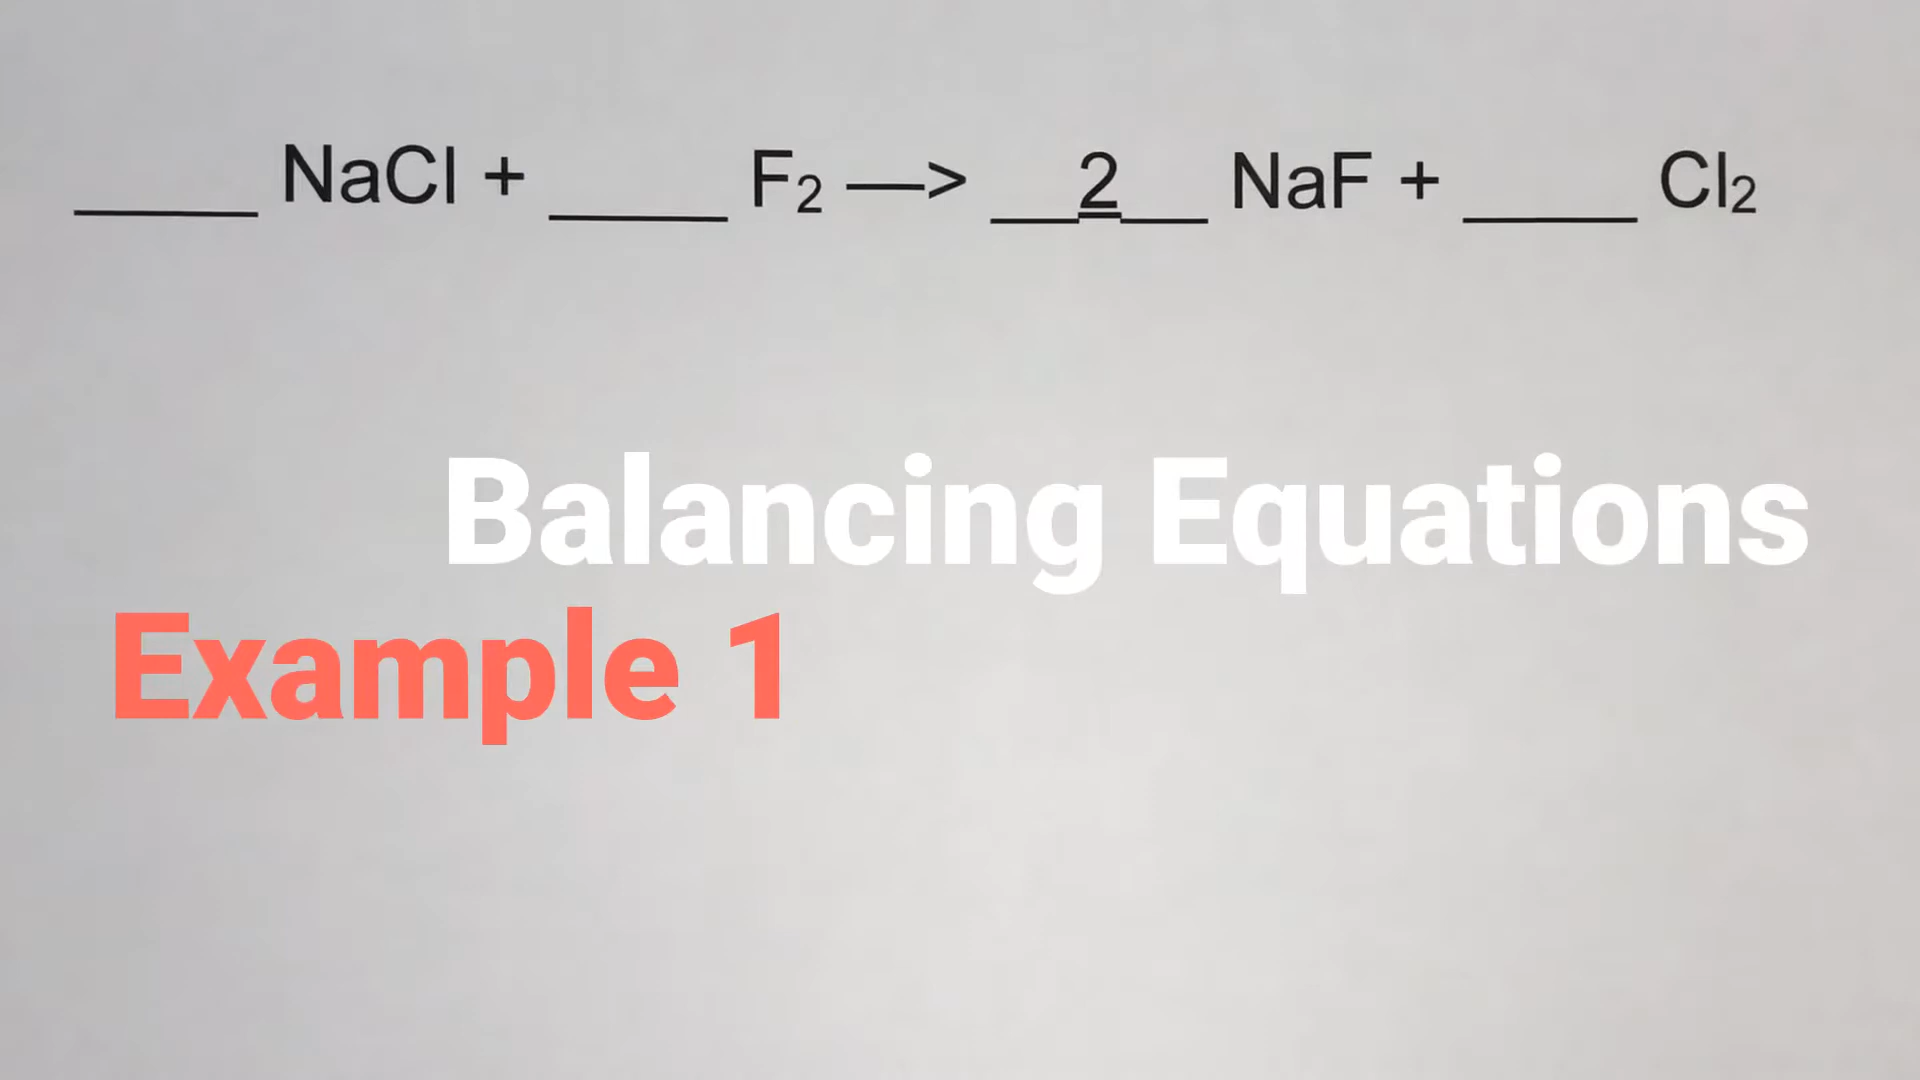 ____ NaCl + ____ F₂ —> __2__ NaF + ____ Cl₂
Balancing Equations
Example 1